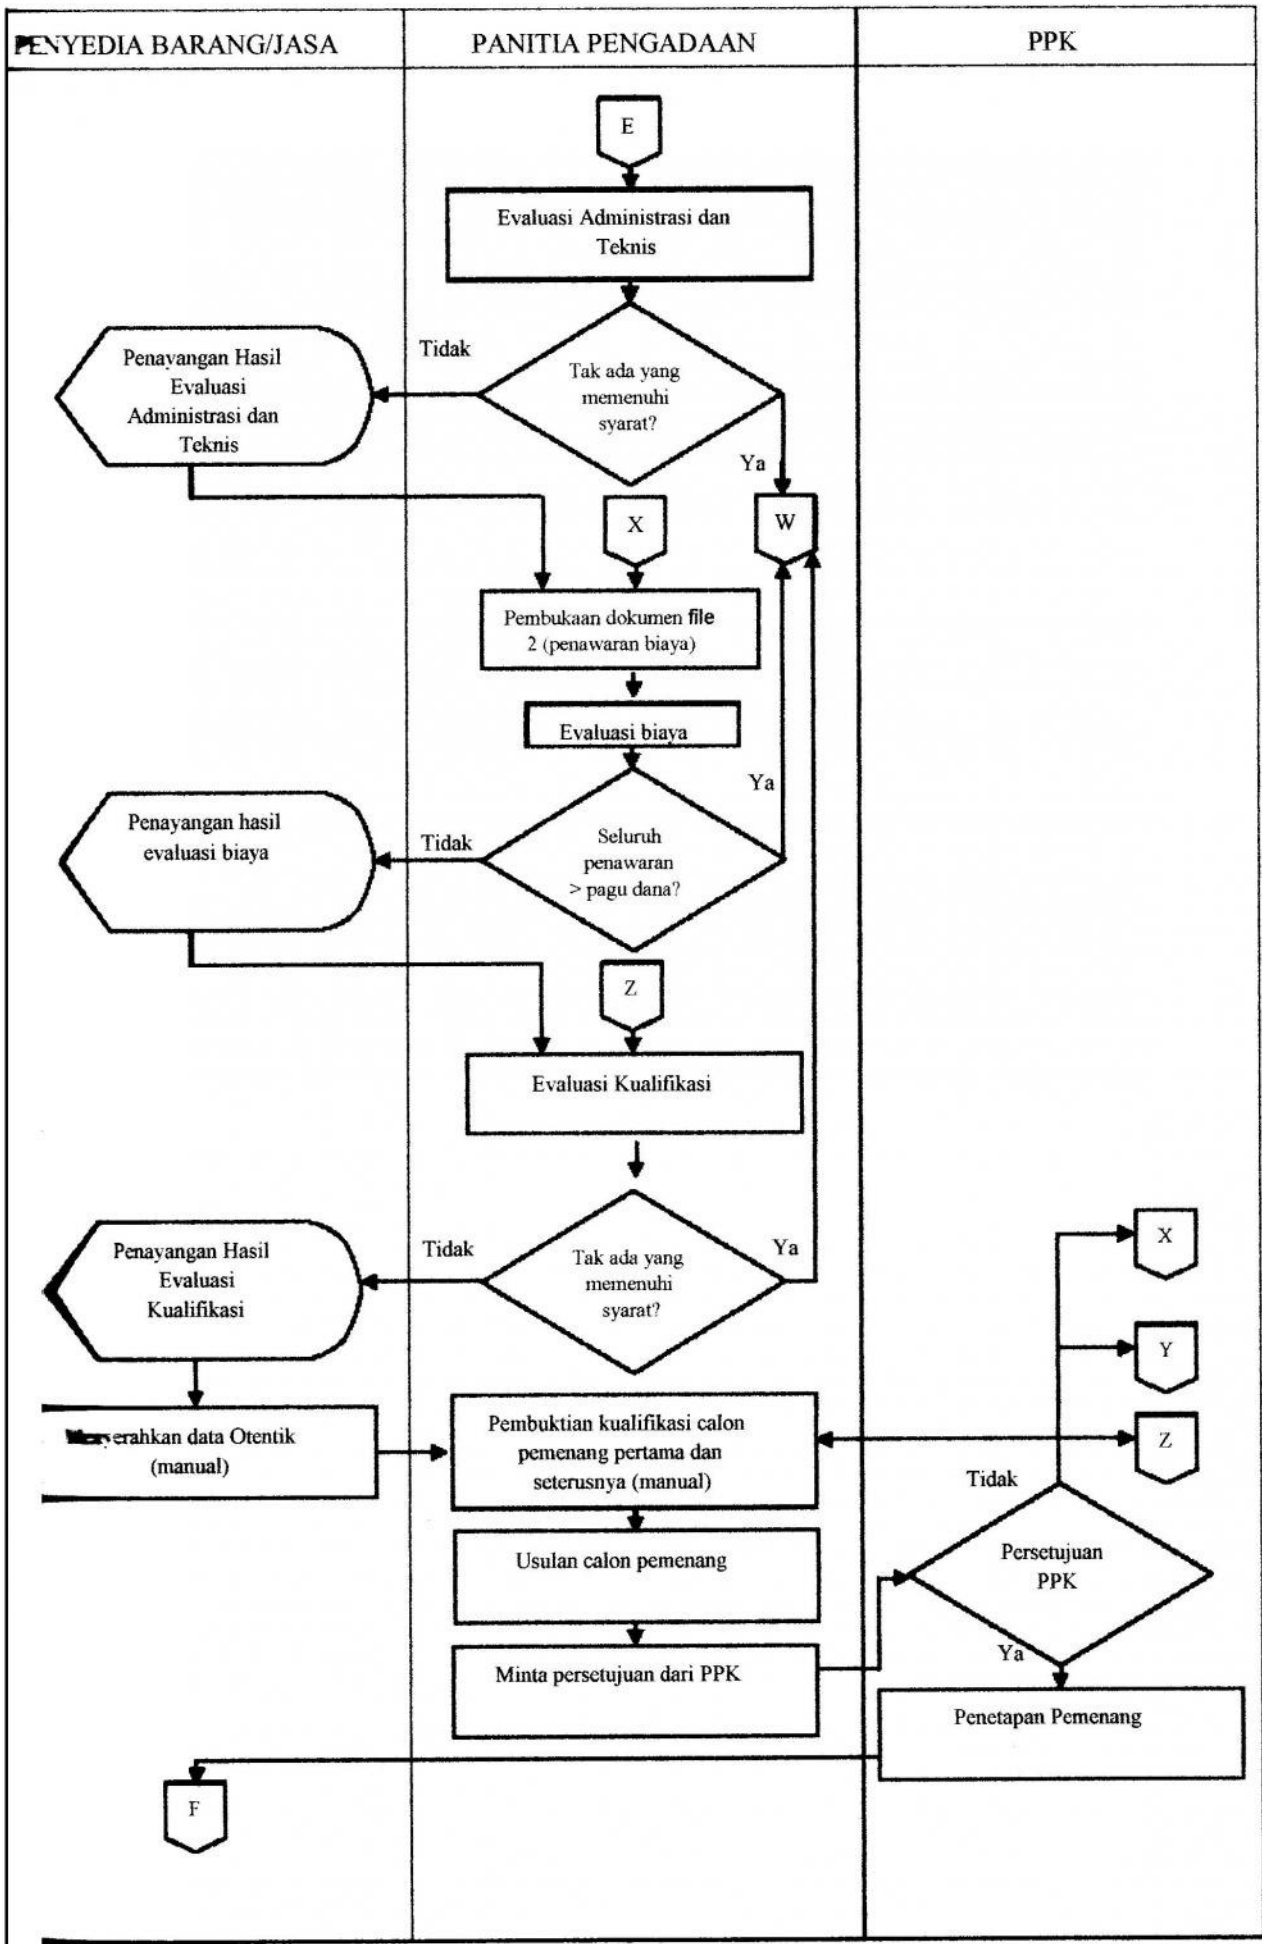 PENYEDIA BARANG/JASA
PANITIA PENGADAAN
PPK
E
Evaluasi Administrasi dan
Teknis
Tidak
Penayangan Hasil
Evaluasi
Administrasi dan
Teknis
Tak ada yang
memenuhi
syarat?
Ya
X
W
Pembukaan dokumen file
2 (penawaran biaya)
Evaluasi biaya
Ya
Penayangan hasil
evaluasi biaya
Tidak
Seluruh
penawaran
> pagu dana?
Z
Evaluasi Kualifikasi
Penayangan Hasil
Evaluasi
Kualifikasi
Tidak
Tak ada yang
memenuhi
syarat?
Ya
X
Y
Z
Menyerahkan data Otentik
(manual)
Pembuktian kualifikasi calon
pemenang pertama dan
seterusnya (manual)
Tidak
Usulan calon pemenang
Persetujuan
PPK
Ya
Minta persetujuan dari PPK
Penetapan Pemenang
F